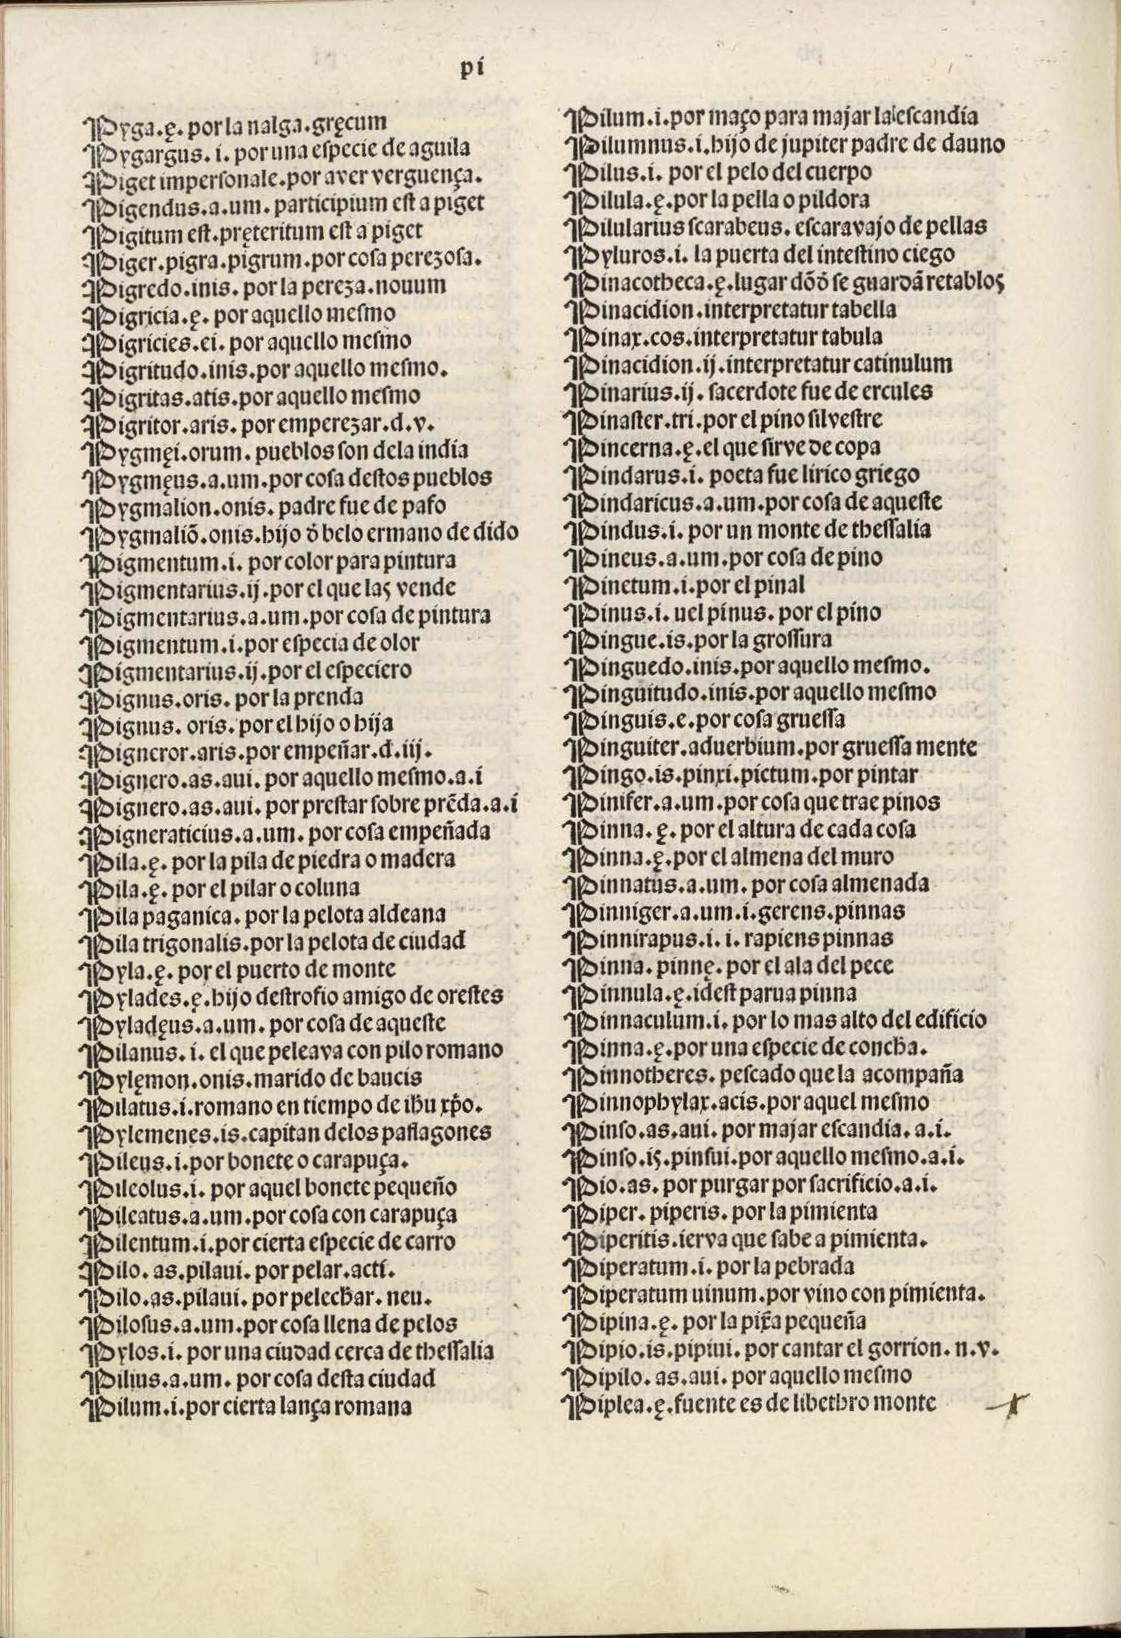 pi
Pyga.ę. por la nalga.gręcum
Pygargus. i. por una eſpecie de aguila
Piget imperſonale.por aver verguença.
Pigendus.a.um. participium eſt a piget
Pigitum eſt.pręteritum eſt a piget
Piger.pigra.pigrum.por coſa perezoſa.
Pigredo.inis. por la pereza.nouum
Pigricia.ę. por aquello meſmo
Pigricies.ei. por aquello meſmo
Pigritudo.inis.por aquello meſmo.
Pigritas.atis.por aquello meſmo
Pigritor.aris. por emperezar.d.v.
Pygmęi.orum. pueblos ſon dela india
Pygmęus.a.um.por coſa deſtos pueblos
Pygmalion.onis. padre fue de pafo
Pygmaliõ.onis.hijo õ belo ermano de dido
Pigmentum.i. por color para pintura
Pigmentarius.ij.por el que las vende
Pigmentarius.a.um.por coſa de pintura
Pigmentum.i.por eſpecia de olor
Pigmentarius.ij.por el eſpeciero
Pignus.oris. por la prenda
Pignus. oris. por el hijo o hija
Pigneror.aris.por empeñar.d.iij.
Pignero.as.aui. por aquello meſmo.a.i
Pignero.as.aui. por preſtar ſobre prẽda.a.i
Pigneraticius.a.um. por coſa empeñada
Pila.ę. por la pila de piedra o madera
Pila.ę. por el pilar o coluna
Pila paganica. por la pelota aldeana
Pila trigonalis.por la pelota de ciudad
Pyla.ę. por el puerto de monte
Pylades.ę.hijo deſtrofio amigo de oreſtes
Pyladęus.a.um. por coſa de aqueſte
Pilanus. i. el que peleava con pilo romano
Pylęmon.onis.marido de baucis
Pilatus.i.romano en tiempo de ihu xp̃o.
Pylemenes.is.capitan delos paflagones
Pileus.i.por bonete o carapuça.
Pileolus.i. por aquel bonete pequeño
Pileatus.a.um.por coſa con carapuça
Pilentum.i.por cierta eſpecie de carro
Pilo. as.pilaui. por pelar.acti.
Pilo.as.pilaui. por pelechar. neu.
Piloſus.a.um.por coſa llena de pelos
Pylos.i. por una ciudad cerca de theſſalia
Pilius.a.um. por coſa deſta ciudad
Pilum.i.por cierta lança romana
Pilum.i.por maço para majar la eſcandia
Pilumnus.i.hijo de jupiter padre de dauno
Pilus.i. por el pelo del cuerpo
Pilula.ę.por la pella o pildora
Pilularius ſcarabeus. eſcaravajo de pellas
Pyluros.i. la puerta del inteſtino ciego
Pinacotheca.ę.lugar dõõ ſe guardã retablos
Pinacidion.interpretatur tabella
Pinax.cos.interpretatur tabula
Pinacidion.ij.interpretatur catinulum
Pinarius.ij. ſacerdote fue de ercules
Pinaſter.tri.por el pino ſilveſtre
Pincerna.ę.el que ſirve de copa
Pindarus.i. poeta fue lirico griego
Pindaricus.a.um.por coſa de aqueſte
Pindus.i. por un monte de theſſalia
Pineus.a.um.por coſa de pino
Pinetum.i.por el pinal
Pinus.i. uel pinus. por el pino
Pingue.is.por la groſſura
Pinguedo.inis.por aquello meſmo.
Pinguitudo.inis.por aquello meſmo
Pinguis.e.por coſa grueſſa
Pinguiter.aduerbium.por grueſſa mente
Pingo.is.pinxi.pictum.por pintar
Pinifer.a.um.por coſa que trae pinos
Pinna.ę. por el altura de cada coſa
Pinna.ę.por el almena del muro
Pinnatus.a.um. por coſa almenada
Pinniger.a.um.i.gerens.pinnas
Pinnirapus.i. i. rapiens pinnas
Pinna. pinnę. por el ala del pece
Pinnula.ę.ideſt parua pinna
Pinnaculum.i. por lo mas alto del edificio
Pinna.ę.por una eſpecie de concha.
Pinnotheres. peſcado que la acompaña
Pinnophylax.acis.por aquel meſmo
Pinſo.as.aui. por majar eſcandia.a.i.
Pinſo.is.pinſui.por aquello meſmo.a.i.
Pio.as. por purgar por ſacrificio.a.i.
Piper. piperis. por la pimienta
Piperitis.ierva que ſabe a pimienta.
Piperatum.i. por la pebrada
Piperatum uinum.por vino con pimienta.
Pipina.ę. por la pix̃a pequeña
Pipio.is.pipiui. por cantar el gorrion. n.v.
Pipilo. as.aui. por aquello meſmo
Piplea.ę.fuente es de libethro monte